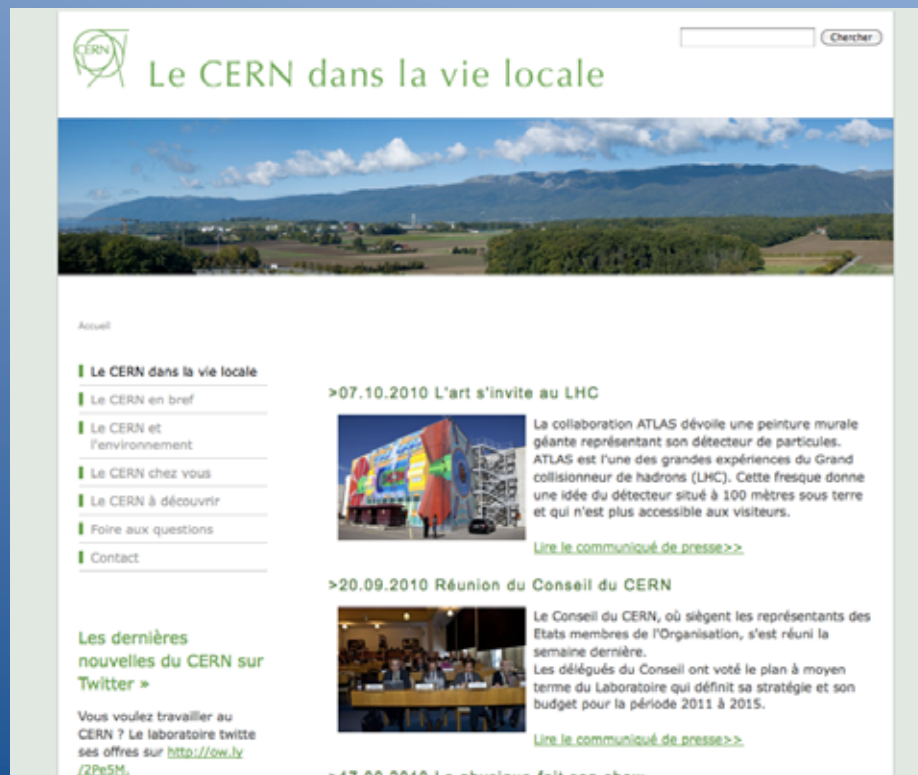 CERN
Chercher
Le CERN dans la vie locale
Accueil
Le CERN dans la vie locale
Le CERN en bref
Le CERN et
l'environnement
Le CERN chez vous
Le CERN à découvrir
Foire aux questions
Contact
Les dernières
nouvelles du CERN sur
Twitter »
Vous voulez travailler au
CERN ? Le laboratoire twitte
ses offres sur http://ow.ly
/2Pe5M.
>07.10.2010 L'art s'invite au LHC
La collaboration ATLAS dévoile une peinture murale
géante représentant son détecteur de particules.
ATLAS est l'une des grandes expériences du Grand
collisionneur de hadrons (LHC). Cette fresque donne
une idée du détecteur situé à 100 mètres sous terre
et qui n'est plus accessible aux visiteurs.
Lire le communiqué de presse>>
>20.09.2010 Réunion du Conseil du CERN
Le Conseil du CERN, où siègent les représentants des
Etats membres de l'Organisation, s'est réuni la
semaine dernière.
Les délégués du Conseil ont voté le plan à moyen
terme du Laboratoire qui définit sa stratégie et son
budget pour la période 2011 à 2015.
Lire le communiqué de presse>>